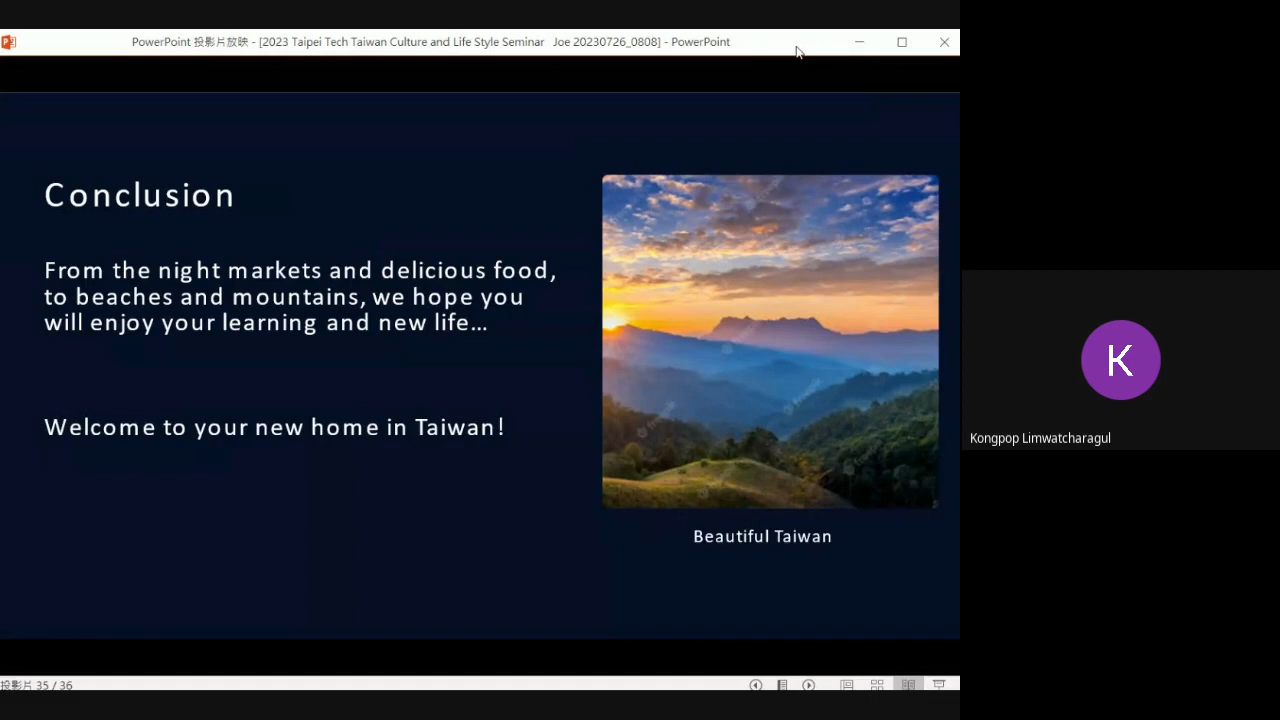 PowerPoint 投影片放映 - [2023 Taipei Tech Taiwan Culture and Life Style Seminar   Joe 20230726_0808] - PowerPoint
Conclusion
From the night markets and delicious food,
to beaches and mountains, we hope you
will enjoy your learning and new life...
Welcome to your new home in Taiwan!
Beautiful Taiwan
K
Kongpop Limwatcharagul
投影片 35 / 36